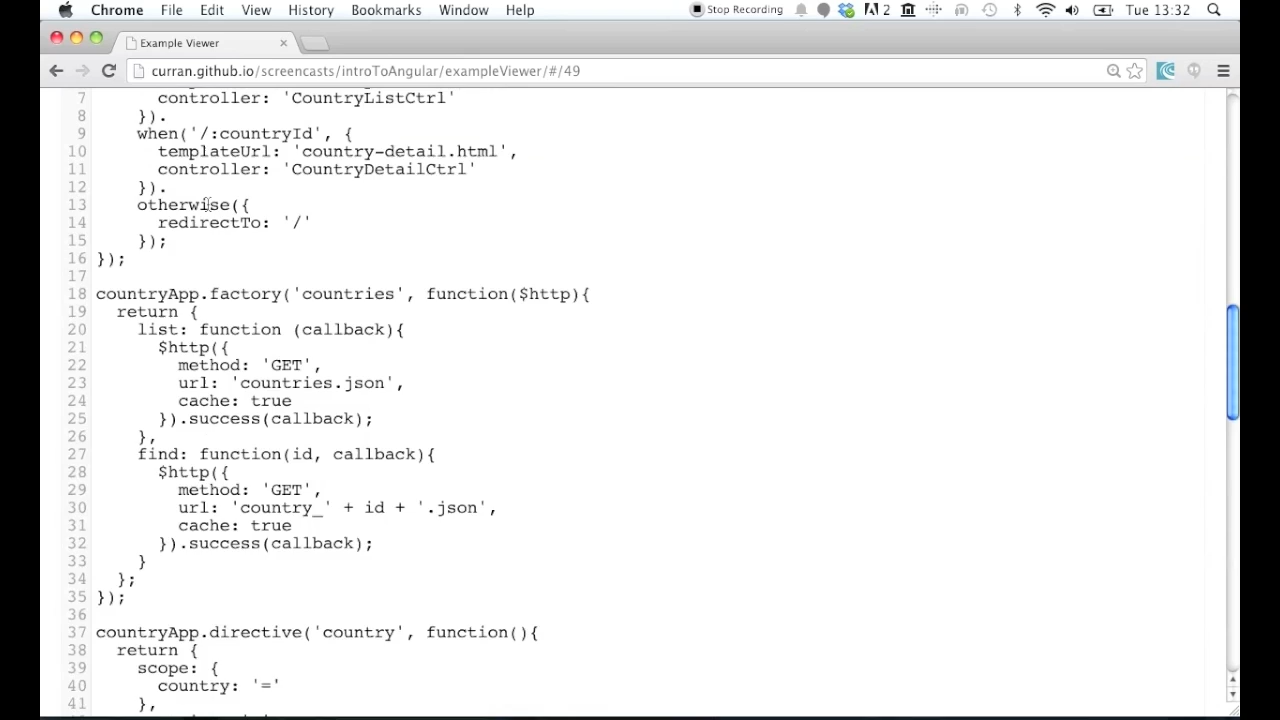 Chrome File Edit View History Bookmarks Window Help Stop Recording 2 Tue 13:32
Example Viewer
curran.github.io/screencasts/introToAngular/exampleViewer/#/49
7 controller: 'CountryListCtrl'
8 }).
9 when('/:countryId', {
10 templateUrl: 'country-detail.html',
11 controller: 'CountryDetailCtrl'
12 }).
13 otherwise({
14 redirectTo: '/'
15 });
16 });
17
18 countryApp.factory('countries', function($http){
19 return {
20 list: function (callback){
21 $http({
22 method: 'GET',
23 url: 'countries.json',
24 cache: true
25 }).success(callback);
26 },
27 find: function(id, callback){
28 $http({
29 method: 'GET',
30 url: 'country_' + id + '.json',
31 cache: true
32 }).success(callback);
33 }
34 };
35 });
36
37 countryApp.directive('country', function(){
38 return {
39 scope: {
40 country: '='
41 },